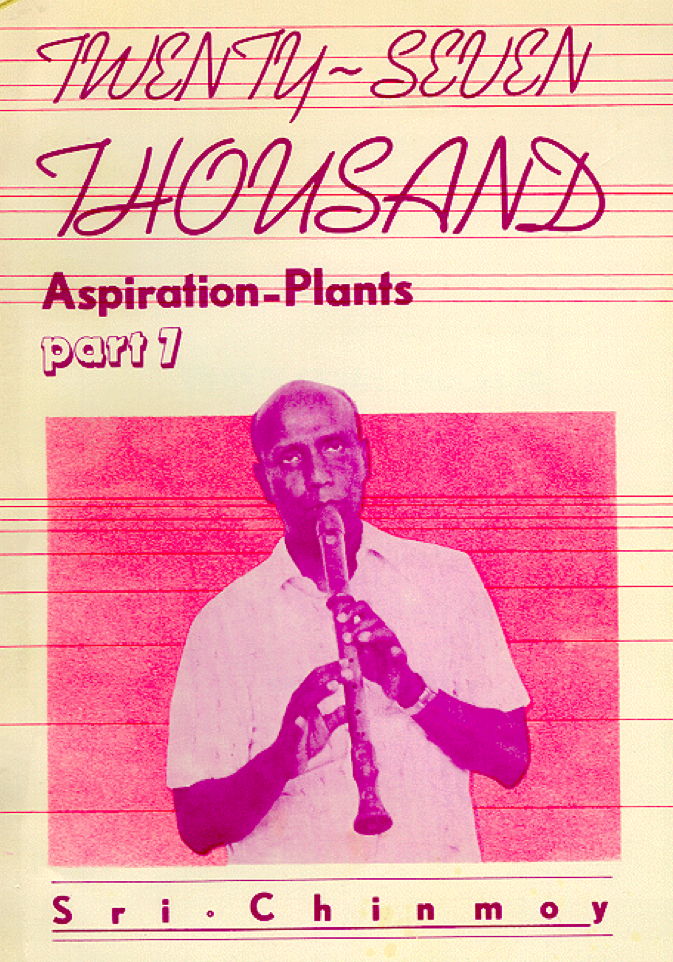 TWENTY~SEVEN
THOUSAND
Aspiration-Plants
part 7
Sri Chinmoy